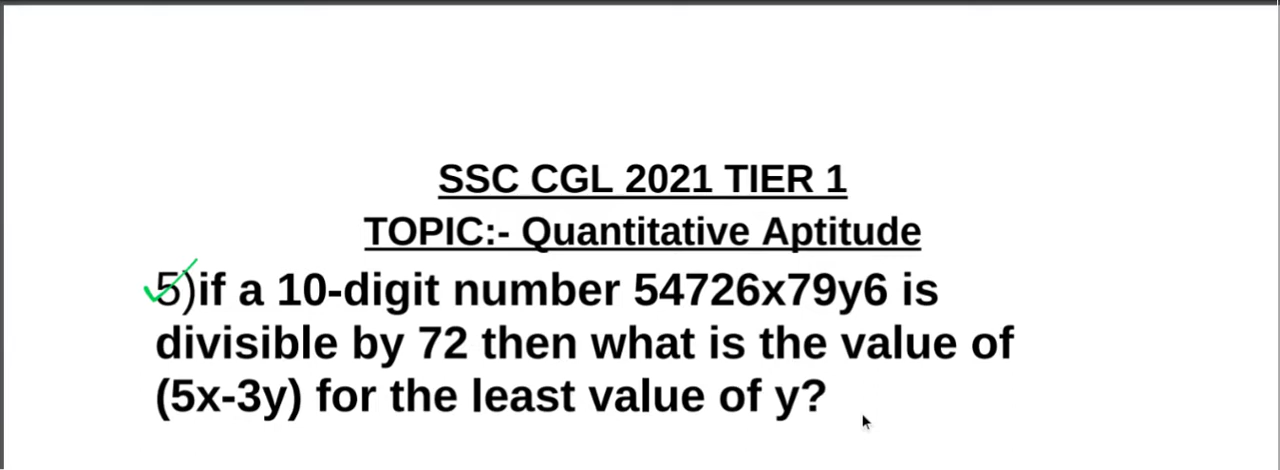 SSC CGL 2021 TIER 1
TOPIC:- Quantitative Aptitude
5)if a 10-digit number 54726x79y6 is
divisible by 72 then what is the value of
(5x-3y) for the least value of y?